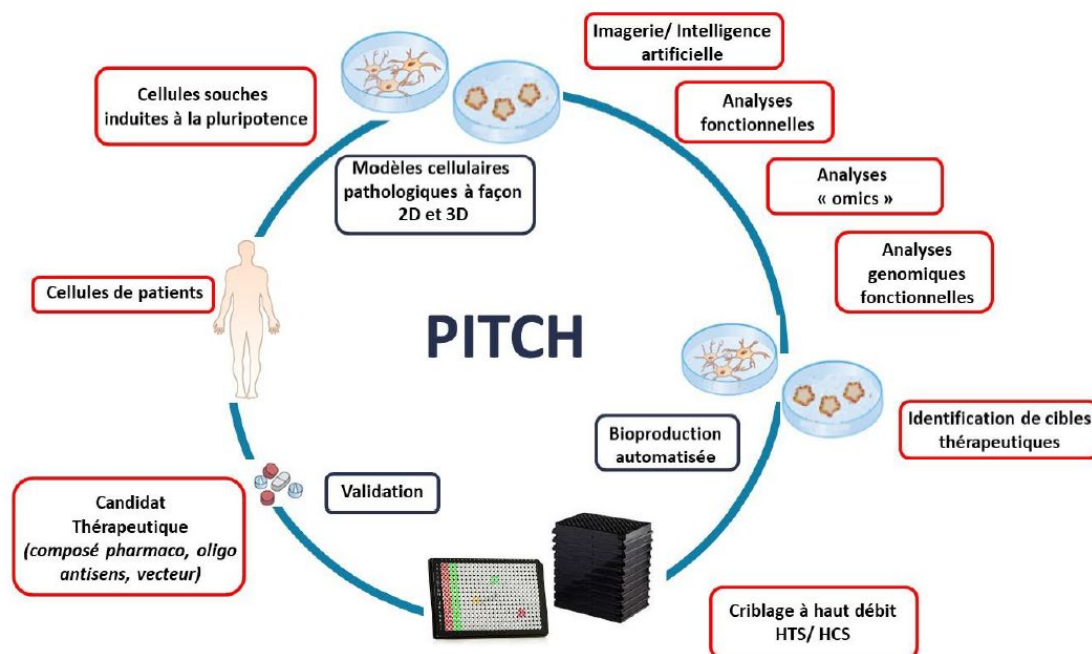 Imagerie/ Intelligence
artificielle
Cellules souches
induites à la pluripotence
Analyses
fonctionnelles
Modèles cellulaires
pathologiques à façon
2D et 3D
Analyses
« omics »
Analyses
genomiques
fonctionnelles
Cellules de patients
PITCH
Identification de cibles
thérapeutiques
Bioproduction
automatisée
Validation
Candidat
Thérapeutique
(composé pharmaco, oligo
antisens, vecteur)
Criblage à haut débit
HTS/ HCS